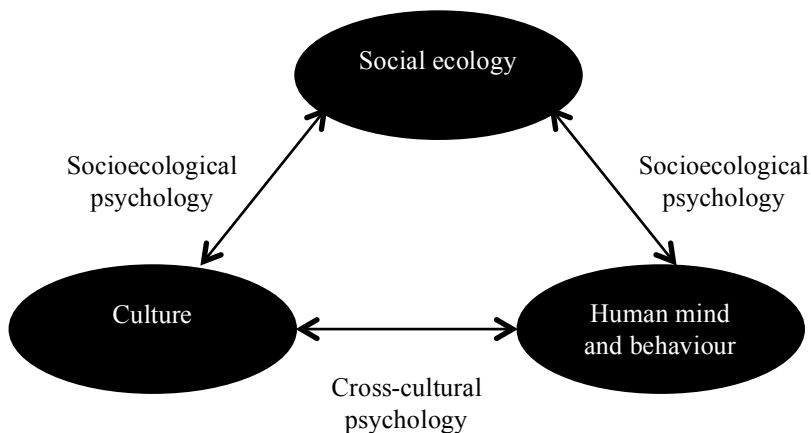 Social ecology
Socioecological
psychology
Socioecological
psychology
Culture
Human mind
and behaviour
Cross-cultural
psychology